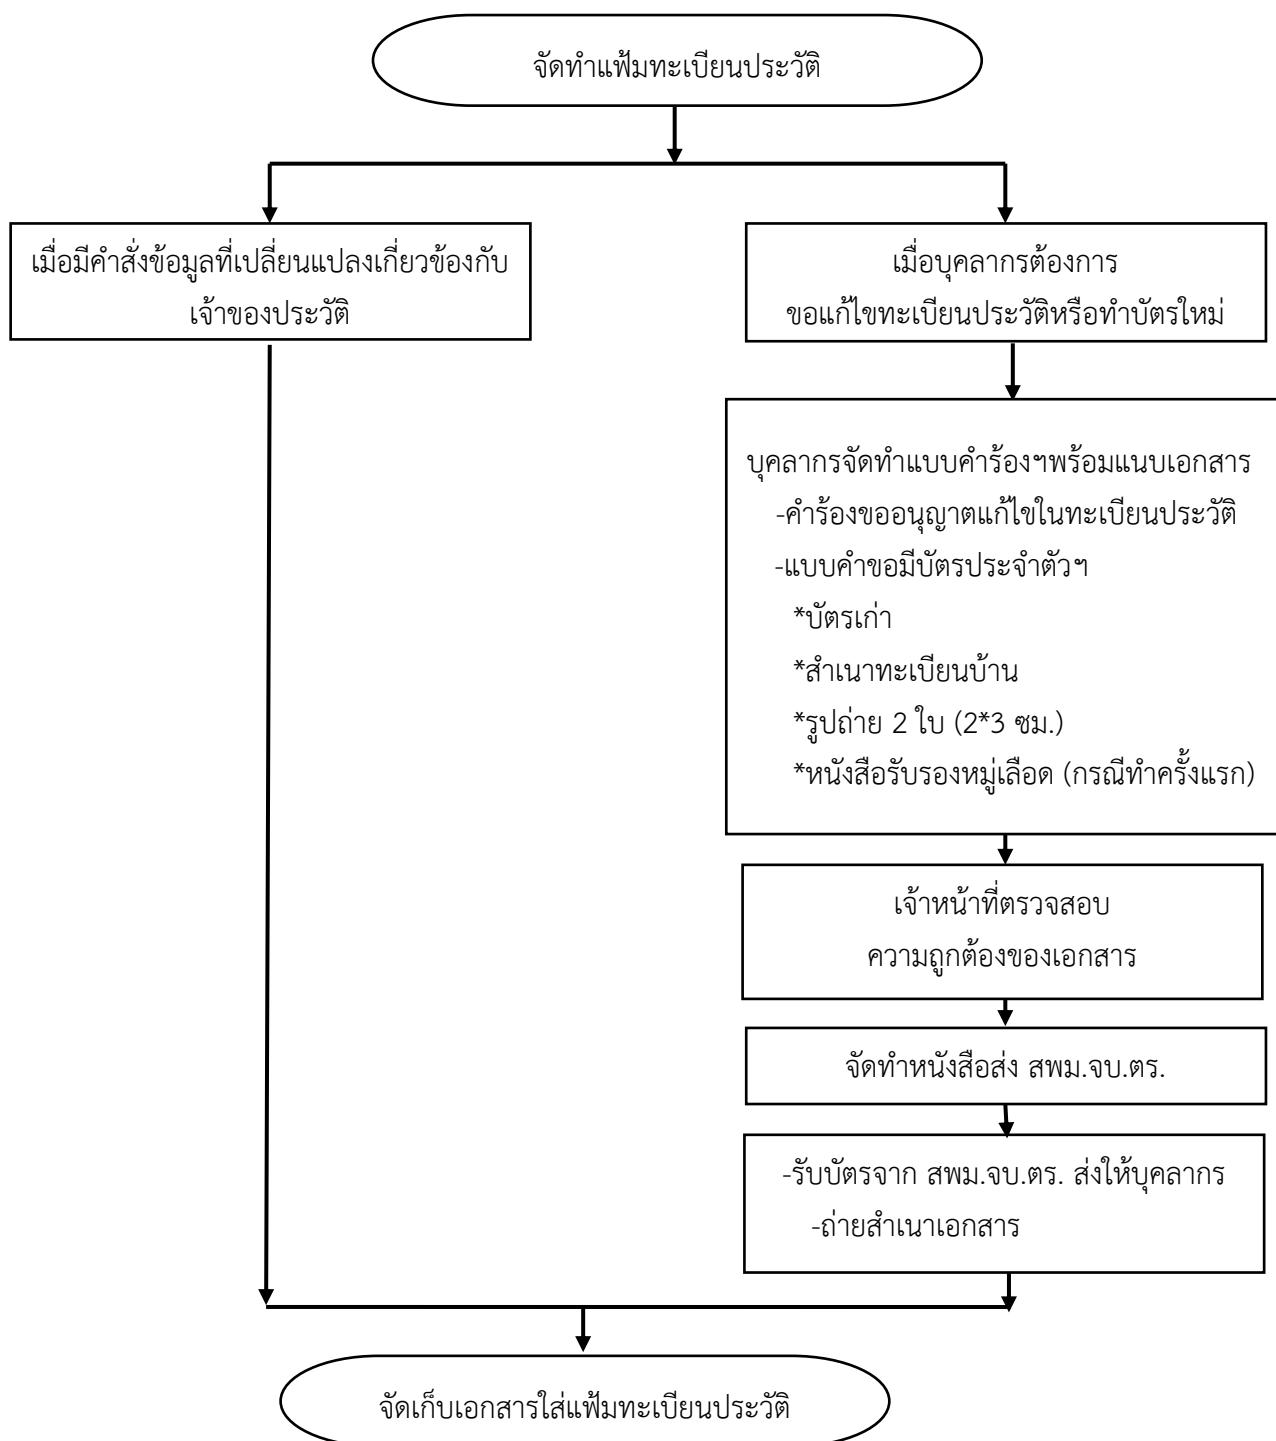 จัดทำแฟ้มทะเบียนประวัติ
เมื่อมีคำสั่งข้อมูลที่เปลี่ยนแปลงเกี่ยวข้องกับ
เจ้าของประวัติ
เมื่อบุคลากรต้องการ
ขอแก้ไขทะเบียนประวัติหรือทำบัตรใหม่
บุคลากรจัดทำแบบคำร้องฯพร้อมแนบเอกสาร
-คำร้องขออนุญาตแก้ไขในทะเบียนประวัติ
-แบบคำขอมีบัตรประจำตัวฯ
*บัตรเก่า
*สำเนาทะเบียนบ้าน
*รูปถ่าย 2 ใบ (2*3 ซม.)
*หนังสือรับรองหมู่เลือด (กรณีทำครั้งแรก)
เจ้าหน้าที่ตรวจสอบ
ความถูกต้องของเอกสาร
จัดทำหนังสือส่ง สพม.จบ.ตร.
-รับบัตรจาก สพม.จบ.ตร. ส่งให้บุคลากร
-ถ่ายสำเนาเอกสาร
จัดเก็บเอกสารใส่แฟ้มทะเบียนประวัติ